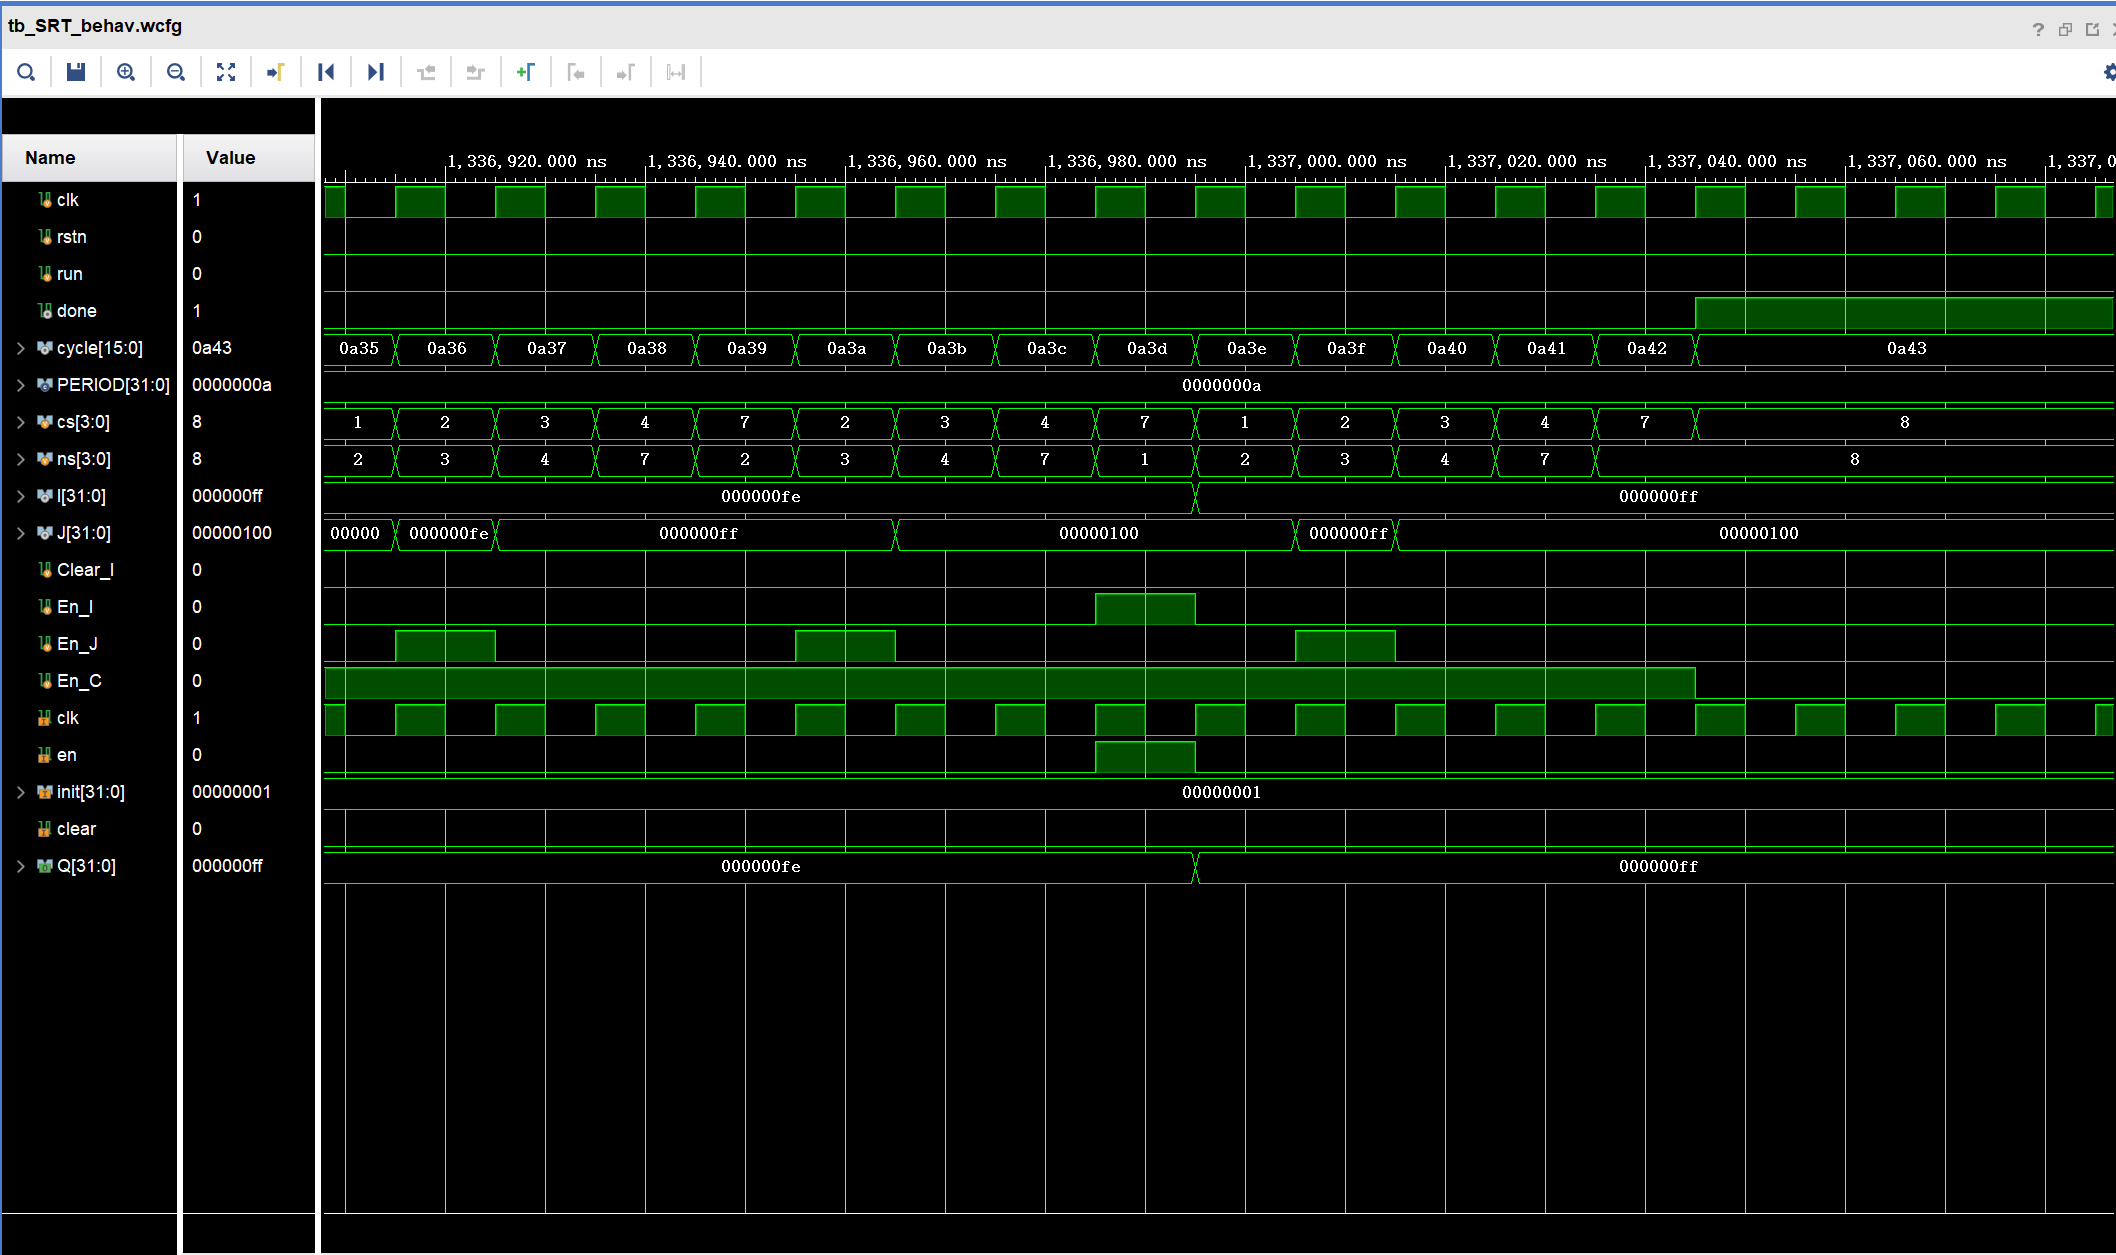 tb_SRT_behav.wcfg
?
Name Value
1,336,920.000 ns 1,336,940.000 ns 1,336,960.000 ns 1,336,980.000 ns 1,337,000.000 ns 1,337,020.000 ns 1,337,040.000 ns 1,337,060.000 ns 1,337,0
clk 1
rstn 0
run 0
done 1
cycle[15:0] 0a43 0a35 0a36 0a37 0a38 0a39 0a3a 0a3b 0a3c 0a3d 0a3e 0a3f 0a40 0a41 0a42 0a43
PERIOD[31:0] 0000000a 0000000a
cs[3:0] 8 1 2 3 4 7 2 3 4 7 1 2 3 4 7 8
ns[3:0] 8 2 3 4 7 2 3 4 7 1 2 3 4 7 8
I[31:0] 000000ff 000000fe 000000ff
J[31:0] 00000100 00000 000000fe 000000ff 00000100 000000ff 00000100
Clear_I 0
En_I 0
En_J 0
En_C 0
clk 1
en 0
init[31:0] 00000001 00000001
clear 0
Q[31:0] 000000ff 000000fe 000000ff